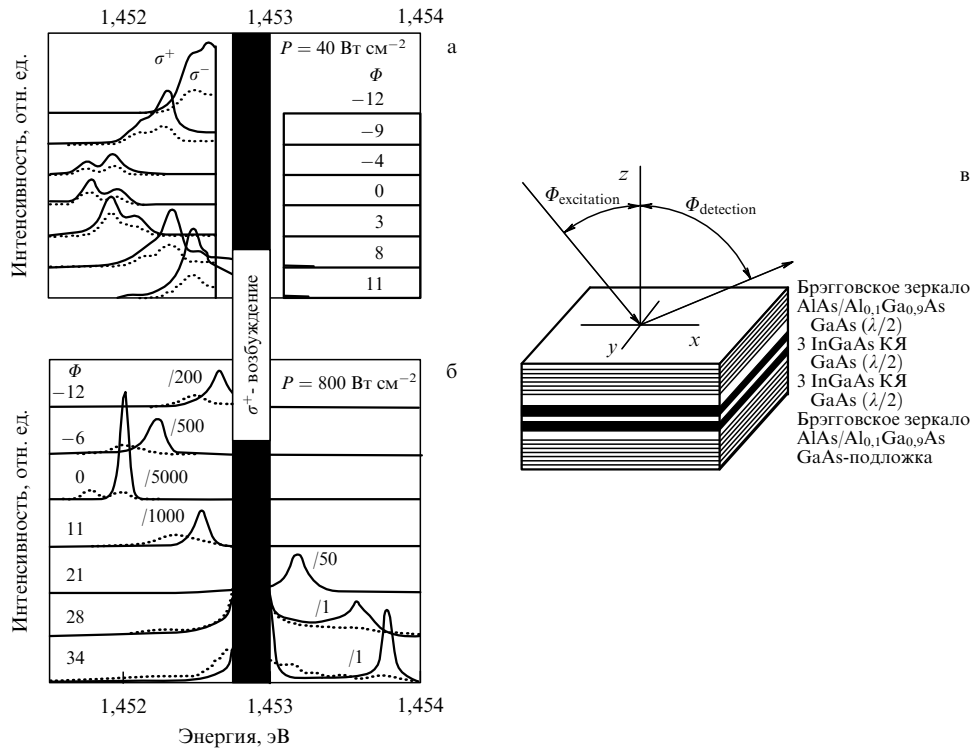 1,452 1,453 1,454
а
P = 40 Вт см−2
σ+
σ−
Φ
−12
−9
−4
0
3
8
11
Интенсивность, отн. ед.
σ+- возбуждение
б
P = 800 Вт см−2
Φ
−12
/200
−6
/500
0
/5000
11
/1000
21
/50
28
/1
34
/1
Интенсивность, отн. ед.
1,452 1,453 1,454
Энергия, эВ
в
z
Φexcitation
Φdetection
x
y
Брэгговское зеркало
AlAs/Al0,1Ga0,9As
GaAs (λ/2)
3 InGaAs КЯ
GaAs (λ/2)
3 InGaAs КЯ
GaAs (λ/2)
Брэгговское зеркало
AlAs/Al0,1Ga0,9As
GaAs-подложка